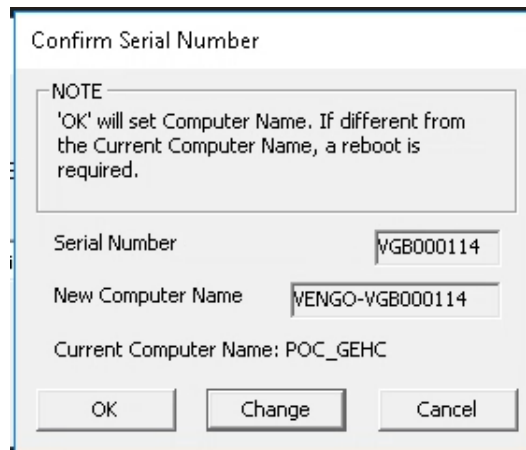 Confirm Serial Number
NOTE
'OK' will set Computer Name. If different from
the Current Computer Name, a reboot is
required.
Serial Number VGB000114
New Computer Name VENGO-VGB000114
Current Computer Name: POC_GEHC
OK Change Cancel